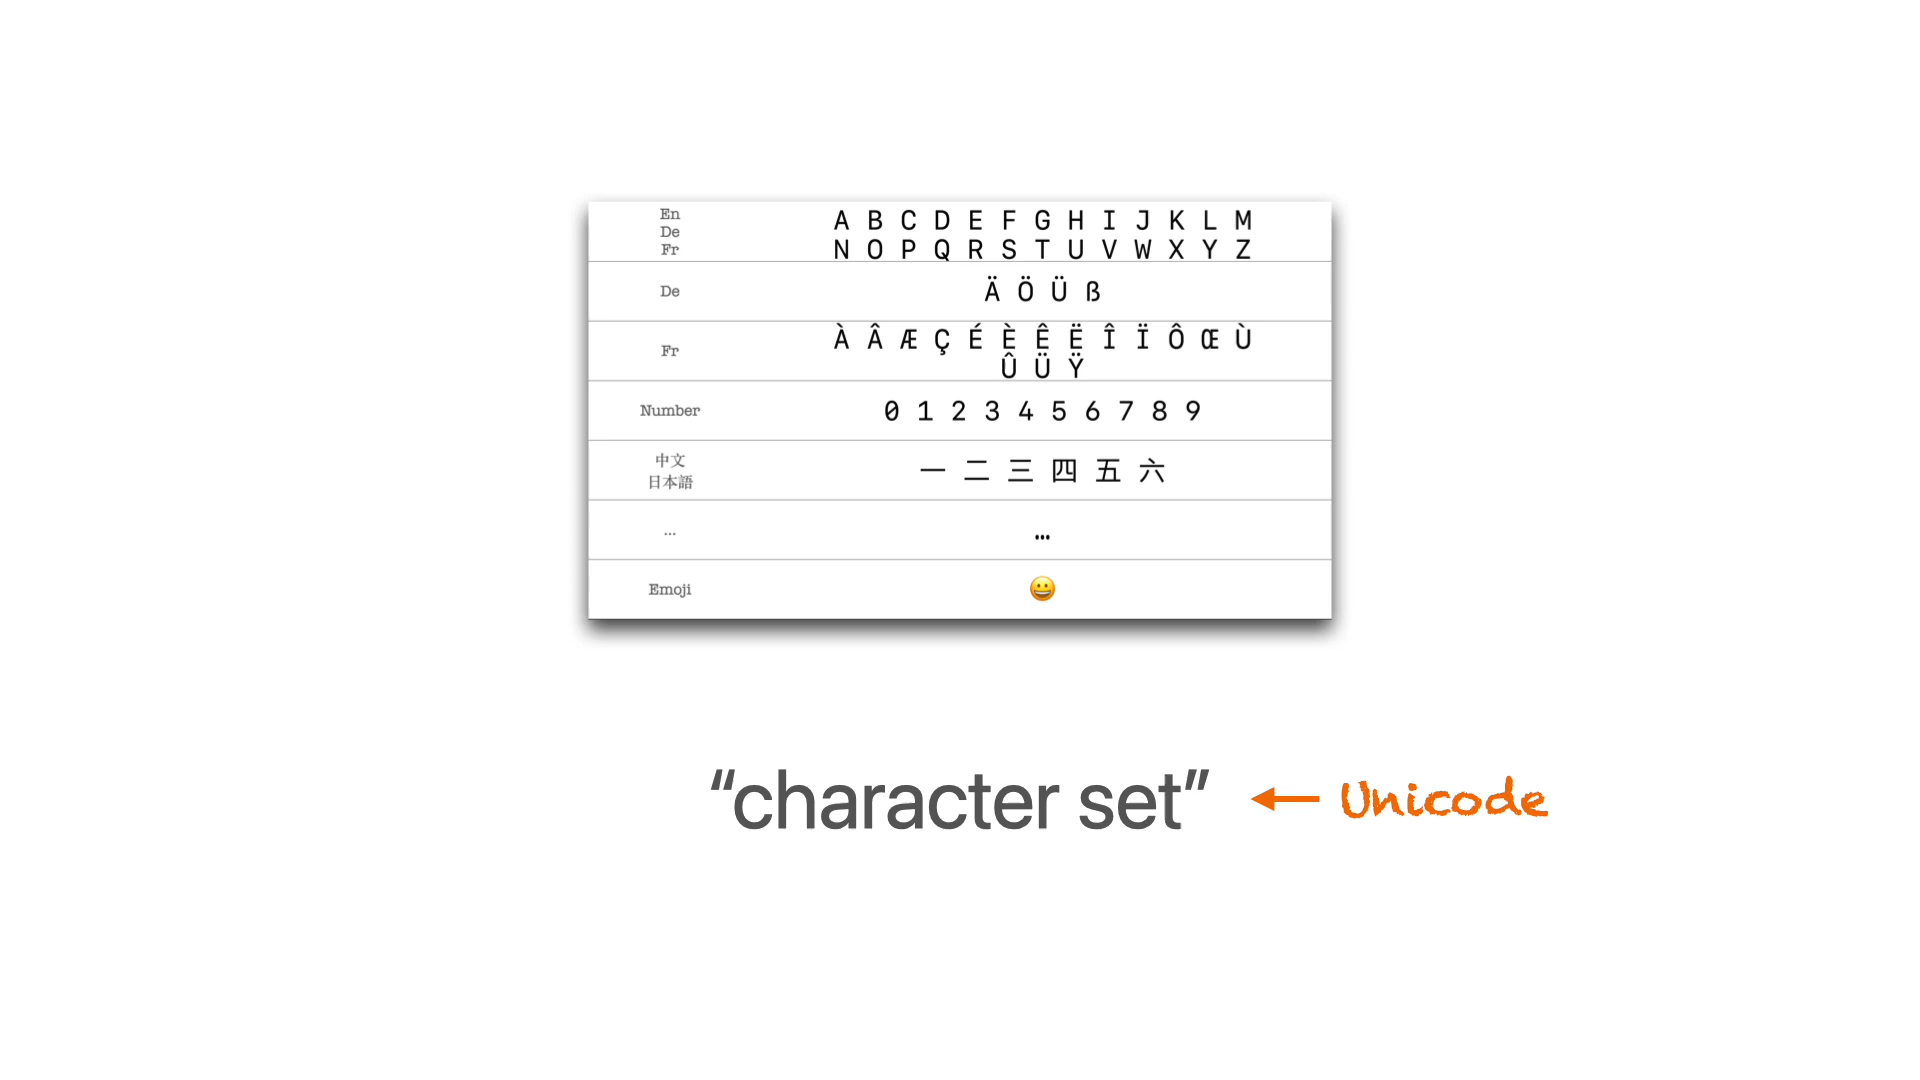 En
De
Fr
A B C D E F G H I J K L M
N O P Q R S T U V W X Y Z
De
Ä Ö Ü ß
Fr
À Â Æ Ç É È Ê Ë Î Ï Ô Œ Ù
Û Ü Ÿ
Number
0 1 2 3 4 5 6 7 8 9
中文
日本語
一 二 三 四 五 六
...
...
Emoji
😀
“character set”
Unicode